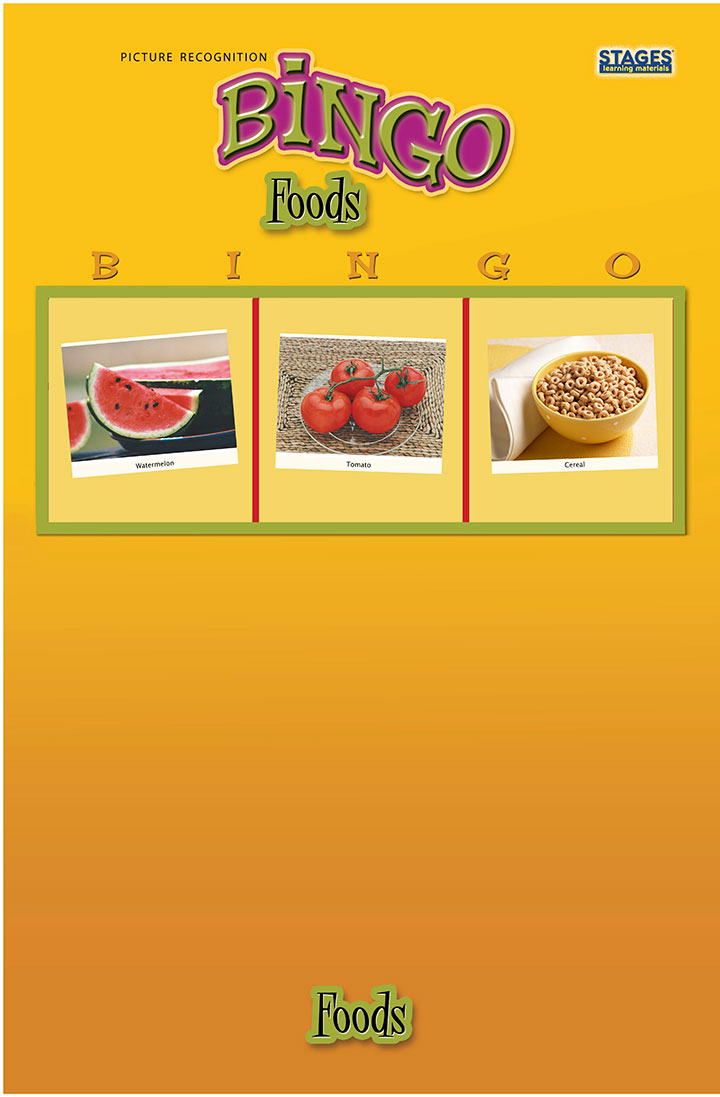 PICTURE RECOGNITION
STAGES®
learning materials
BiNGO
Foods
B I N G O
Watermelon Tomato Cereal
Foods